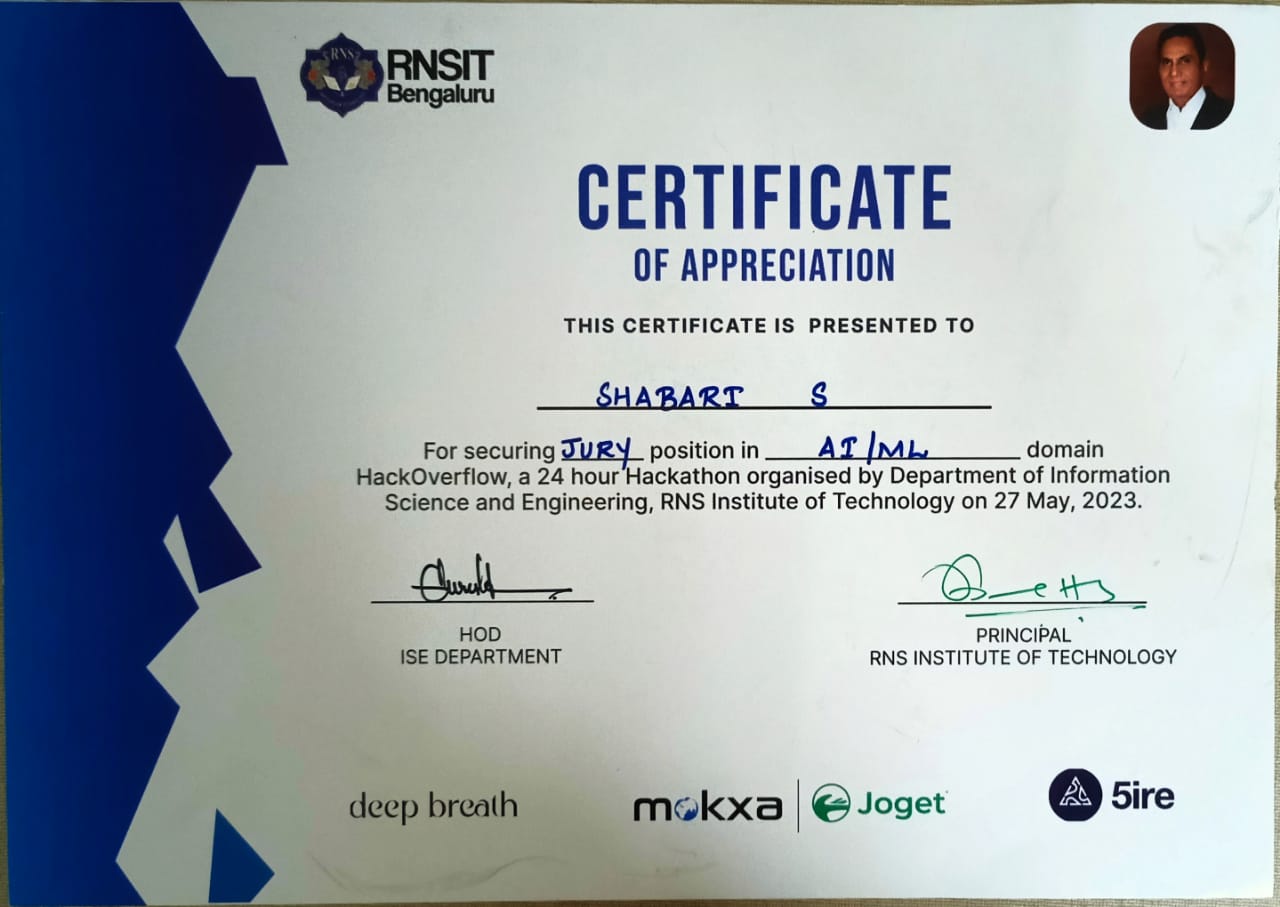 RNS
RNSIT
Bengaluru
CERTIFICATE
OF APPRECIATION
THIS CERTIFICATE IS PRESENTED TO
SHABARI S
For securing JURY position in AI/ML domain
HackOverflow, a 24 hour Hackathon organised by Department of Information
Science and Engineering, RNS Institute of Technology on 27 May, 2023.
HOD
ISE DEPARTMENT
PRINCIPAL
RNS INSTITUTE OF TECHNOLOGY
deep breath
mokxa
Joget
5ire